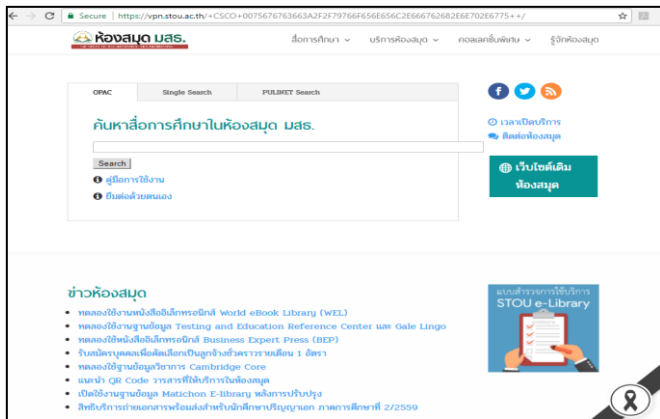 Secure | https://vpn.stou.ac.th/+CSCO+0075676763663A2F2F79766F656E656C2E666762682E6E702E6775++/
ห้องสมุด มสธ.
สื่อการศึกษา
บริการห้องสมุด
คอลเลคชั่นพิเศษ
รู้จักห้องสมุด
OPAC
Single Search
PULINET Search
ค้นหาสื่อการศึกษาในห้องสมุด มสธ.
Search
คู่มือการใช้งาน
ยืมต่อด้วยตนเอง
เวลาเปิดบริการ
ติดต่อห้องสมุด
เว็บไซต์เดิม
ห้องสมุด
ข่าวห้องสมุด
ทดลองใช้งานหนังสืออิเล็กทรอนิกส์ World eBook Library (WEL)
ทดลองใช้งานฐานข้อมูล Testing and Education Reference Center และ Gale Lingo
ทดลองใช้หนังสืออิเล็กทรอนิกส์ Business Expert Press (BEP)
รับสมัครบุคคลเพื่อคัดเลือกเป็นลูกจ้างชั่วคราวรายเดือน 1 อัตรา
ทดลองใช้ฐานข้อมูลวิชาการ Cambridge Core
แนะนำ QR Code วารสารที่ให้บริการในห้องสมุด
เปิดใช้งานฐานข้อมูล Matichon E-library หลังการปรับปรุง
สิทธิบริการถ่ายเอกสารพร้อมส่งสำหรับนักศึกษาปริญญาเอก ภาคการศึกษาที่ 2/2559
แบบสำรวจการใช้บริการ
STOU e-Library